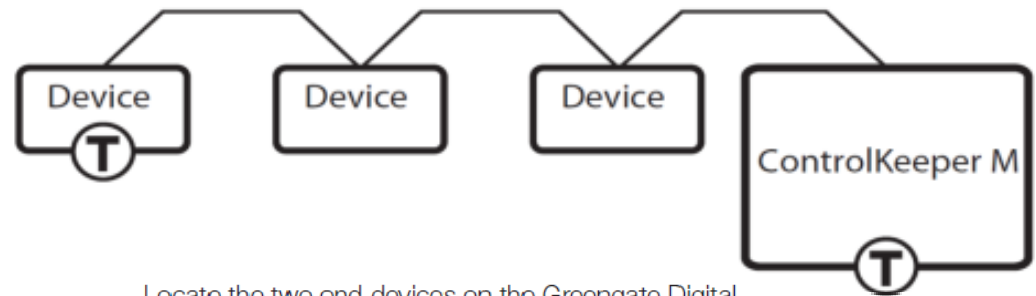 Device
Device
Device
ControlKeeper M
T
T
Locate the two end devices on the Greengate Digital